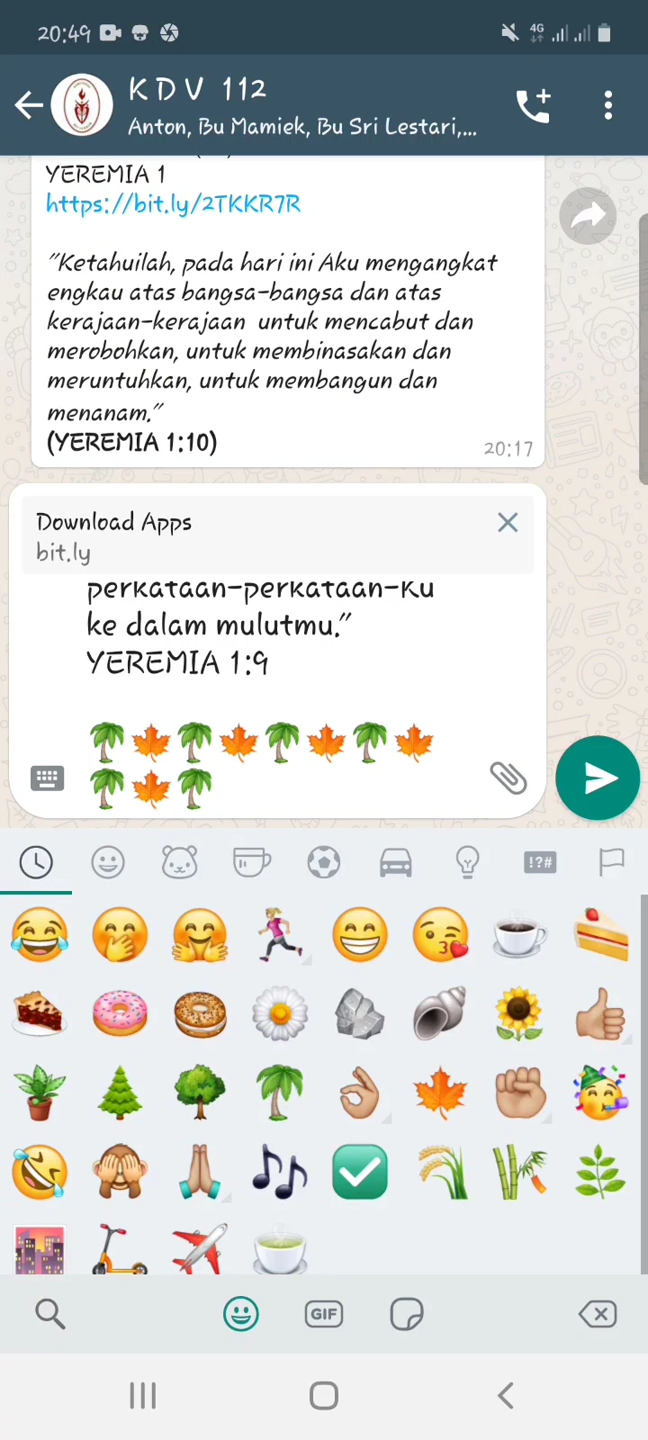 20:49
4G
K D V 112
Anton, Bu Mamiek, Bu Sri Lestari,...
YEREMIA 1
https://bit.ly/2TKKR7R
"Ketahuilah, pada hari ini Aku mengangkat
engkau atas bangsa-bangsa dan atas
kerajaan-kerajaan untuk mencabut dan
merobohkan, untuk membinasakan dan
meruntuhkan, untuk membangun dan
menanam."
(YEREMIA 1:10)
20:17
Download Apps
bit.ly
perkataan-perkataan-Ku
ke dalam mulutmu."
YEREMIA 1:9
🌴🍁🌴🍁🌴🍁🌴🍁
🌴🍁🌴
!?#
GIF